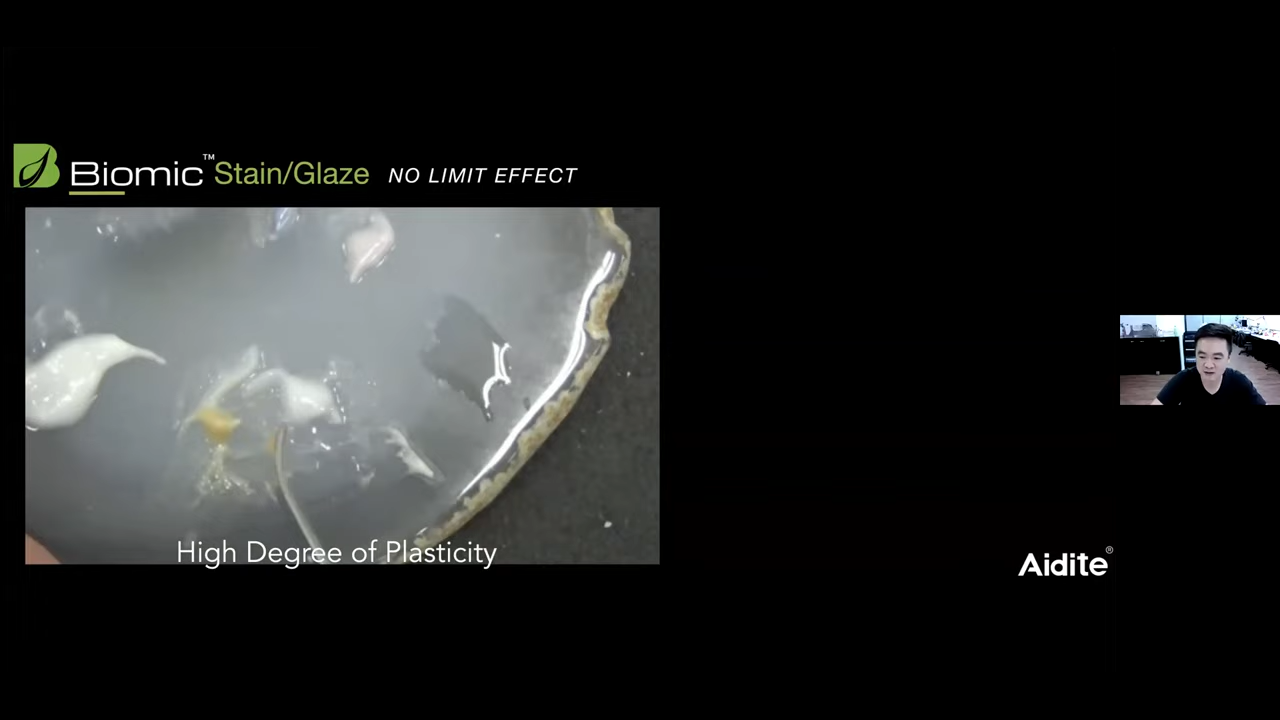 Biomic™ Stain/Glaze NO LIMIT EFFECT
High Degree of Plasticity
Aidite®